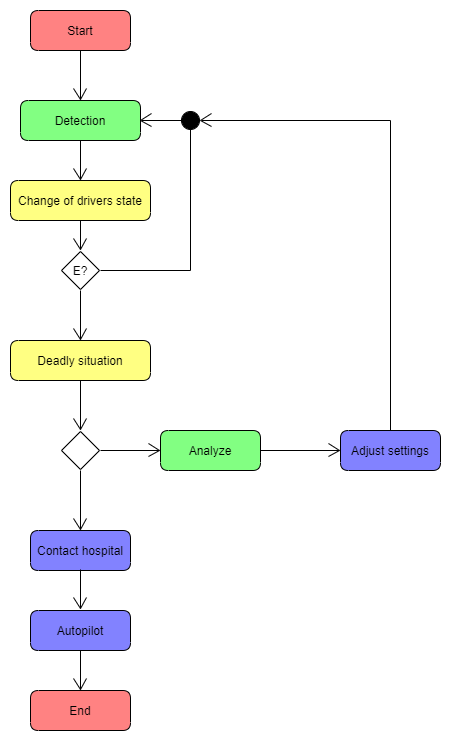 Start
Detection
Change of drivers state
E?
Deadly situation
Analyze
Adjust settings
Contact hospital
Autopilot
End